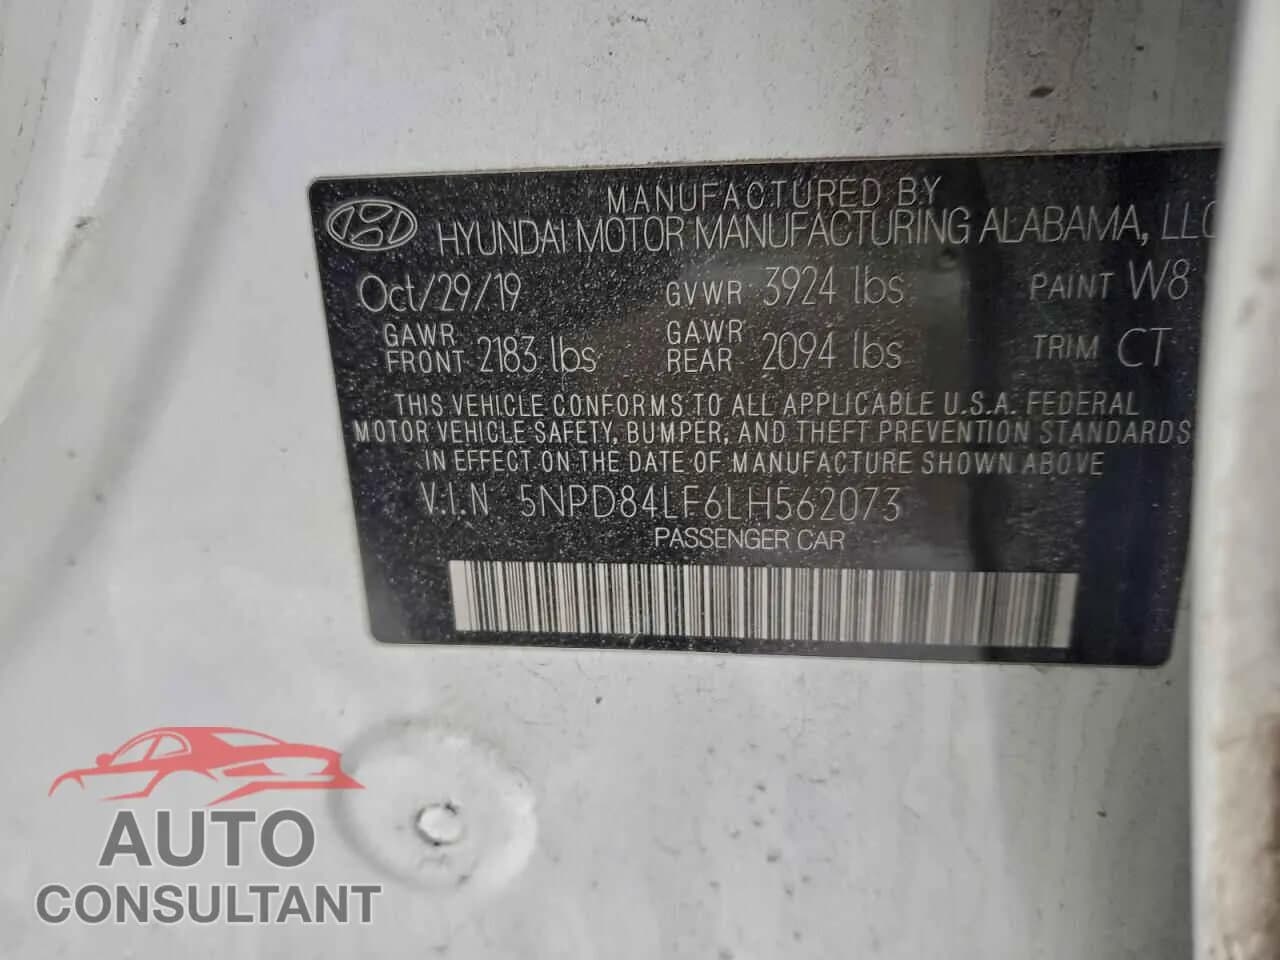 MANUFACTURED BY
HYUNDAI MOTOR MANUFACTURING ALABAMA, LLC
Oct/29/19 GVWR 3924 lbs PAINT W8
GAWR FRONT 2183 lbs GAWR REAR 2094 lbs TRIM CT
THIS VEHICLE CONFORMS TO ALL APPLICABLE U.S.A. FEDERAL
MOTOR VEHICLE SAFETY, BUMPER, AND THEFT PREVENTION STANDARDS
IN EFFECT ON THE DATE OF MANUFACTURE SHOWN ABOVE
V.I.N 5NPD84LF6LH562073
PASSENGER CAR
AUTO
CONSULTANT